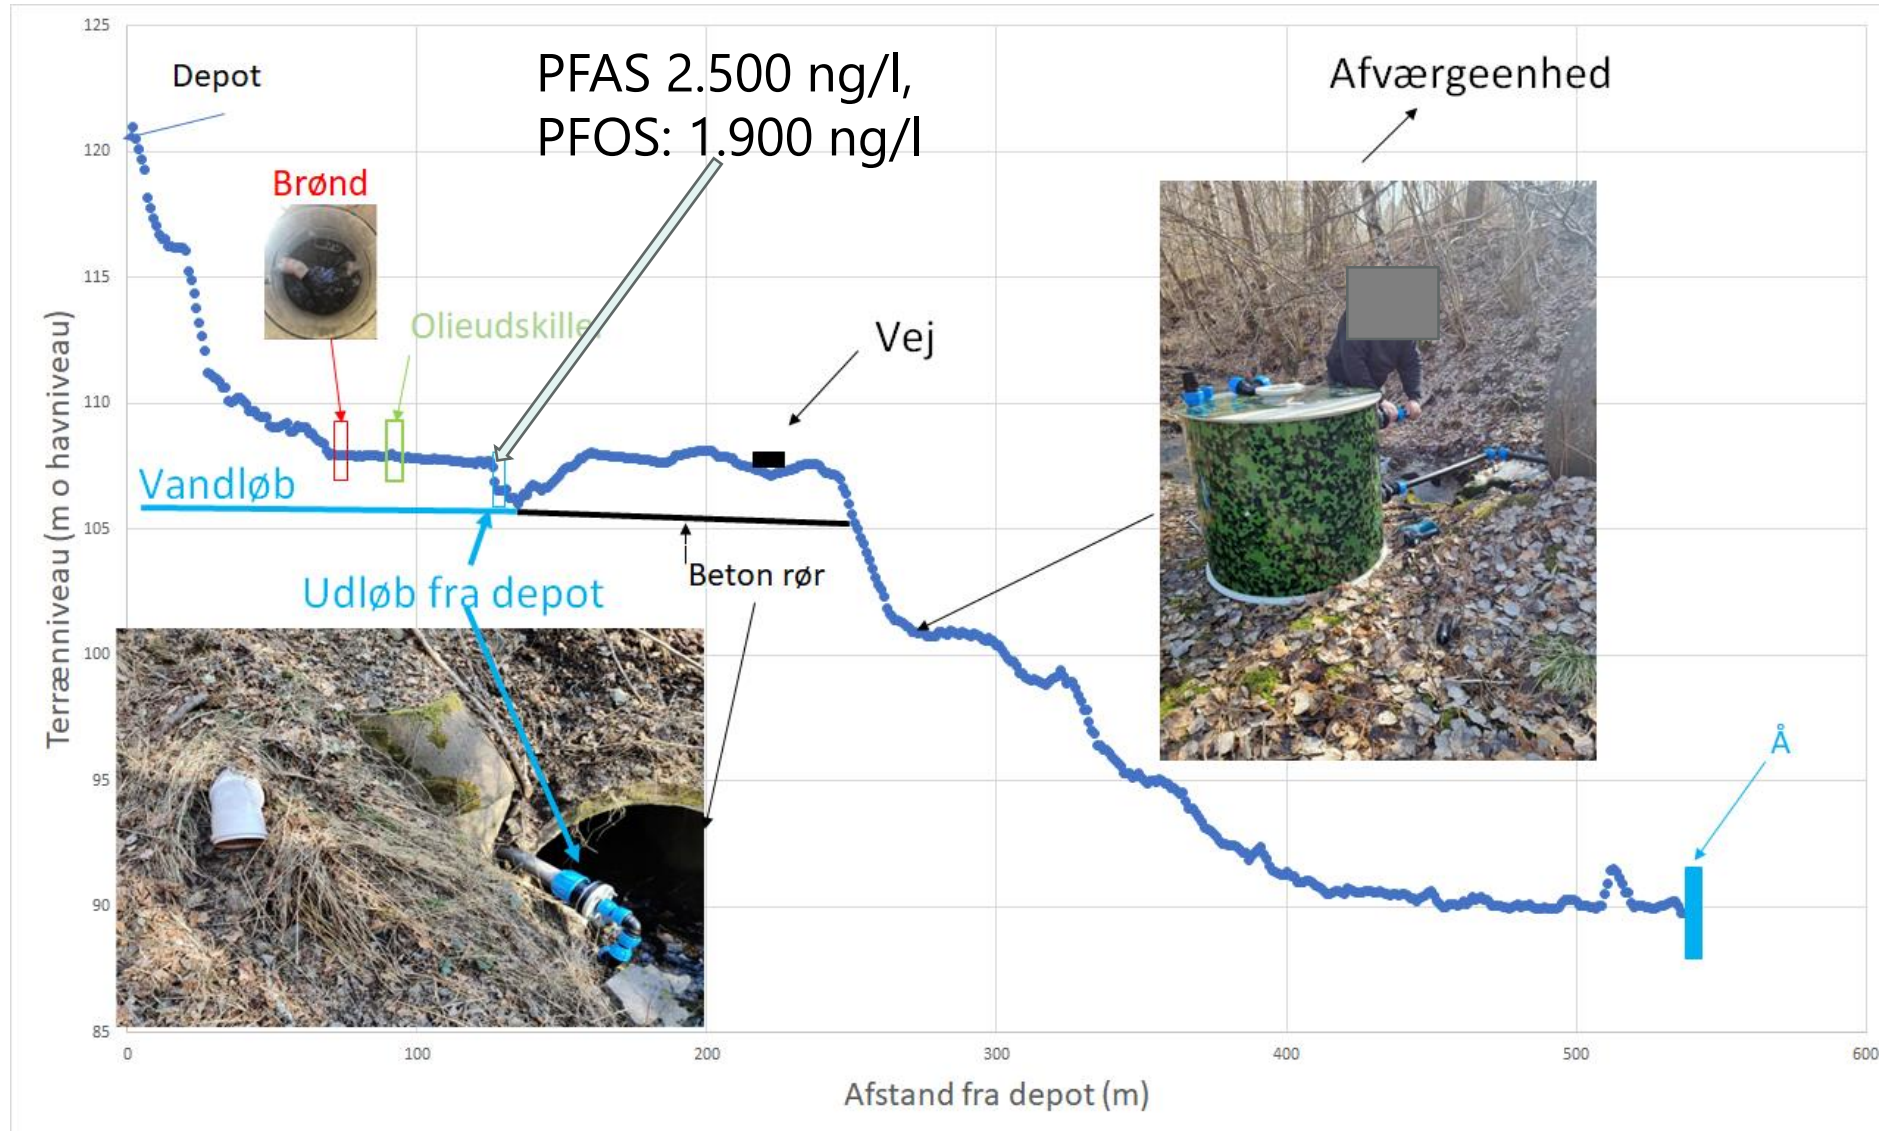 125
120
115
110
105
100
95
90
85
Terrænniveau (m o havniveau)
Depot
PFAS 2.500 ng/l,
PFOS: 1.900 ng/l
Afværgeenhed
Brønd
Olieudskille
Vej
Vandløb
Udløb fra depot
Beton rør
Å
0
100
200
300
400
500
600
Afstand fra depot (m)